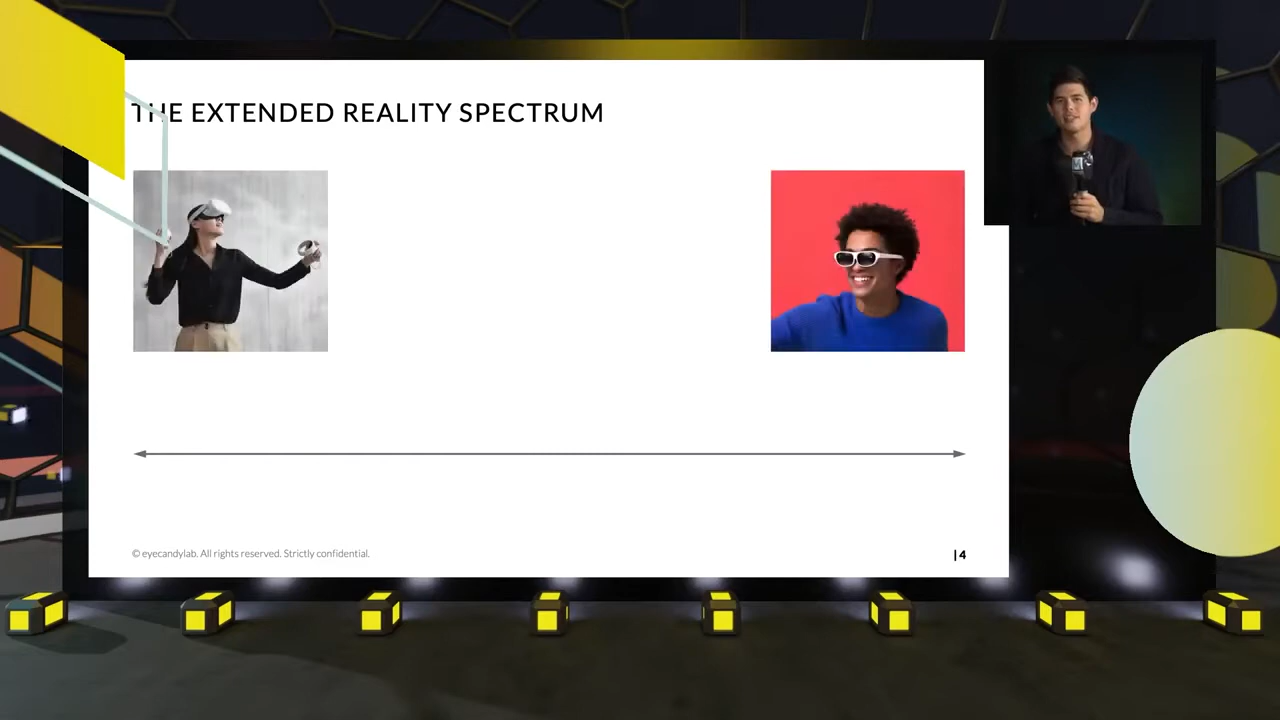 THE EXTENDED REALITY SPECTRUM
© eyecandylab. All rights reserved. Strictly confidential.
| 4